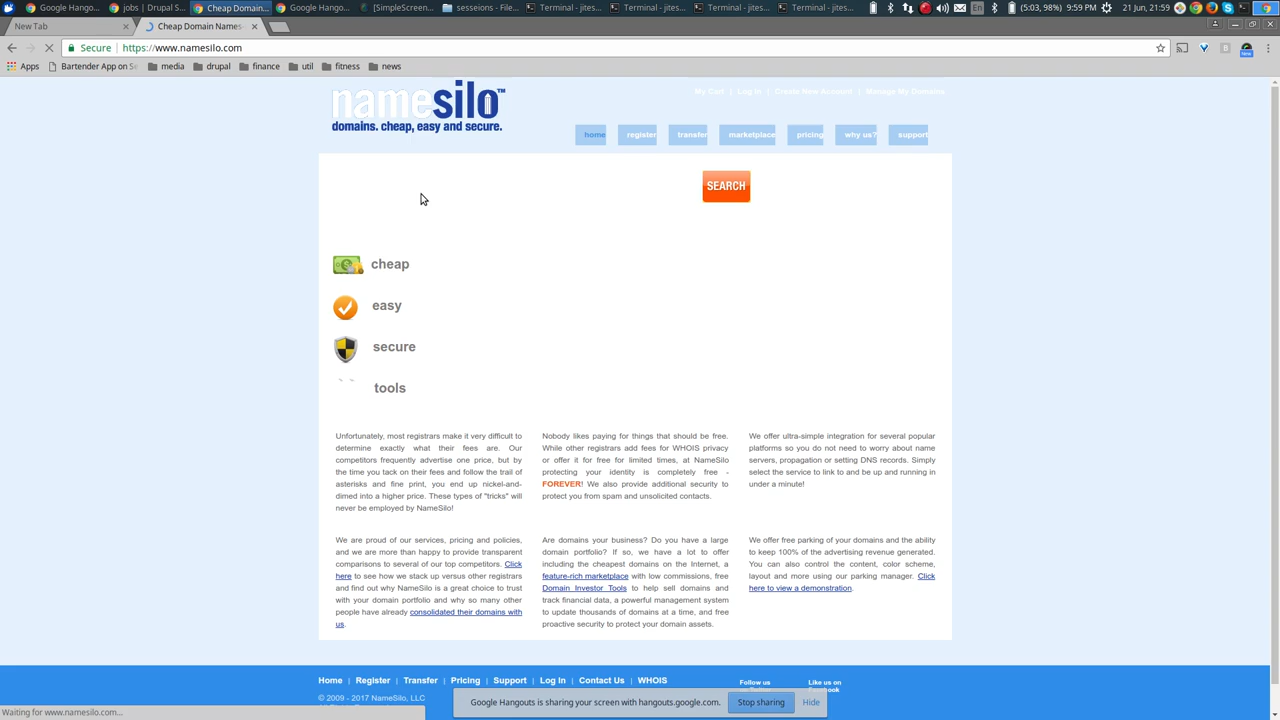 Google Hang...
jobs | Drupal S...
Cheap Domain...
Google Hang...
[SimpleScreen...
sesseions - File...
Terminal - ites...
Terminal - ites...
Terminal - ites...
Terminal - ites...
En
(5:03, 98%)
9:59 PM
21 Jun, 21:59
New Tab
Cheap Domain Names
Secure
https://www.namesilo.com
Apps
Bartender App on Se
media
drupal
finance
util
fitness
news
namesilo
domains. cheap, easy and secure.
My Cart | Log In | Create New Account | Manage My Domains
home register transfer marketplace pricing why us? support
SEARCH
cheap
easy
secure
tools
Unfortunately, most registrars make it very difficult to
determine exactly what their fees are. Our
competitors frequently advertise one price, but by
the time you tack on their fees and follow the trail of
asterisks and fine print, you end up nickel-and-
dimed into a higher price. These types of "tricks" will
never be employed by NameSilo!
Nobody likes paying for things that should be free.
While other registrars add fees for WHOIS privacy
or offer it for free for limited times, at NameSilo
protecting your identity is completely free -
FOREVER! We also provide additional security to
protect you from spam and unsolicited contacts.
We offer ultra-simple integration for several popular
platforms so you do not need to worry about name
servers, propagation or setting DNS records. Simply
select the service to link to and be up and running in
under a minute!
We are proud of our services, pricing and policies,
and we are more than happy to provide transparent
comparisons to several of our top competitors. Click
here to see how we stack up versus other registrars
and find out why NameSilo is a great choice to trust
with your domain portfolio and why so many other
people have already consolidated their domains with
us.
Are domains your business? Do you have a large
domain portfolio? If so, we have a lot to offer
including the cheapest domains on the Internet, a
feature-rich marketplace with low commissions, free
Domain Investor Tools to help sell domains and
track financial data, a powerful management system
to update thousands of domains at a time, and free
proactive security to protect your domain assets.
We offer free parking of your domains and the ability
to keep 100% of the advertising revenue generated.
You can also control the content, color scheme,
layout and more using our parking manager. Click
here to view a demonstration.
Home | Register | Transfer | Pricing | Support | Log In | Contact Us | WHOIS
Follow us
Like us on
© 2009 - 2017 NameSilo, LLC
Google Hangouts is sharing your screen with hangouts.google.com.
Stop sharing
Hide
Waiting for www.namesilo.com...